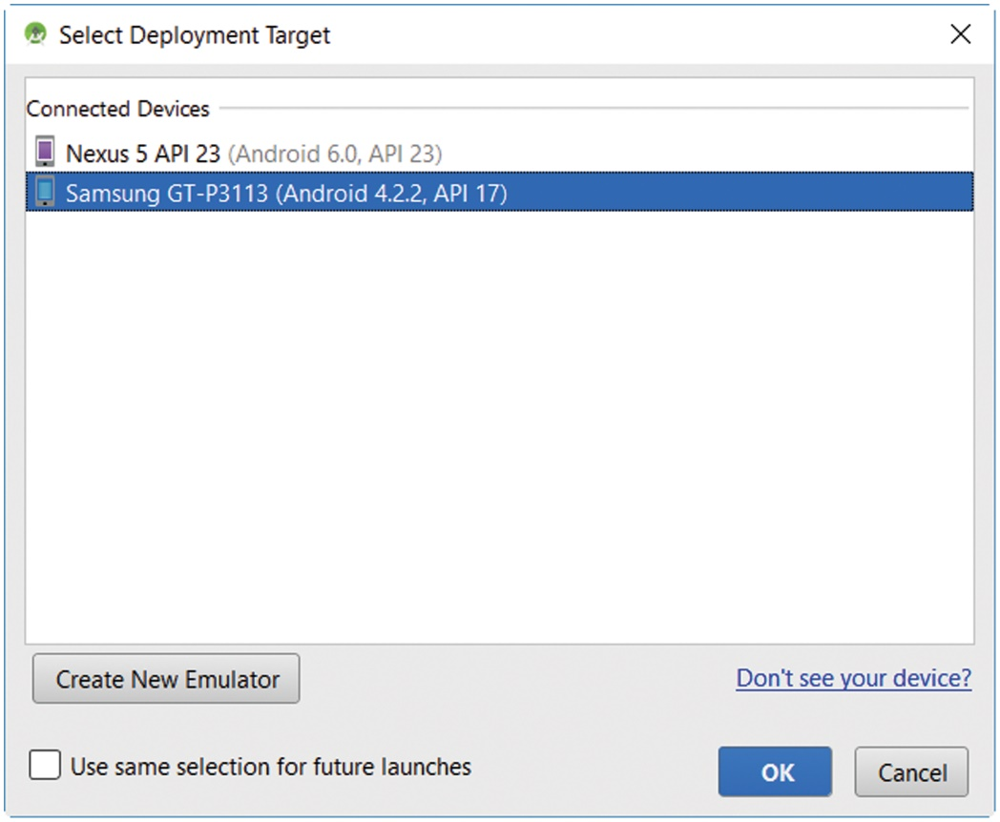 Select Deployment Target
Connected Devices
Nexus 5 API 23 (Android 6.0, API 23)
Samsung GT-P3113 (Android 4.2.2, API 17)
Create New Emulator
Don't see your device?
Use same selection for future launches
OK
Cancel